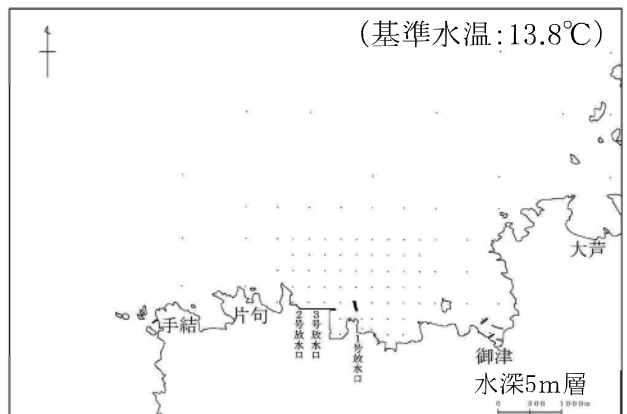 (基準水温:13.8℃)
大芦
手結
片句
2号放水口
3号放水口
1号放水口
御津
水深5m層
0 500 1000m